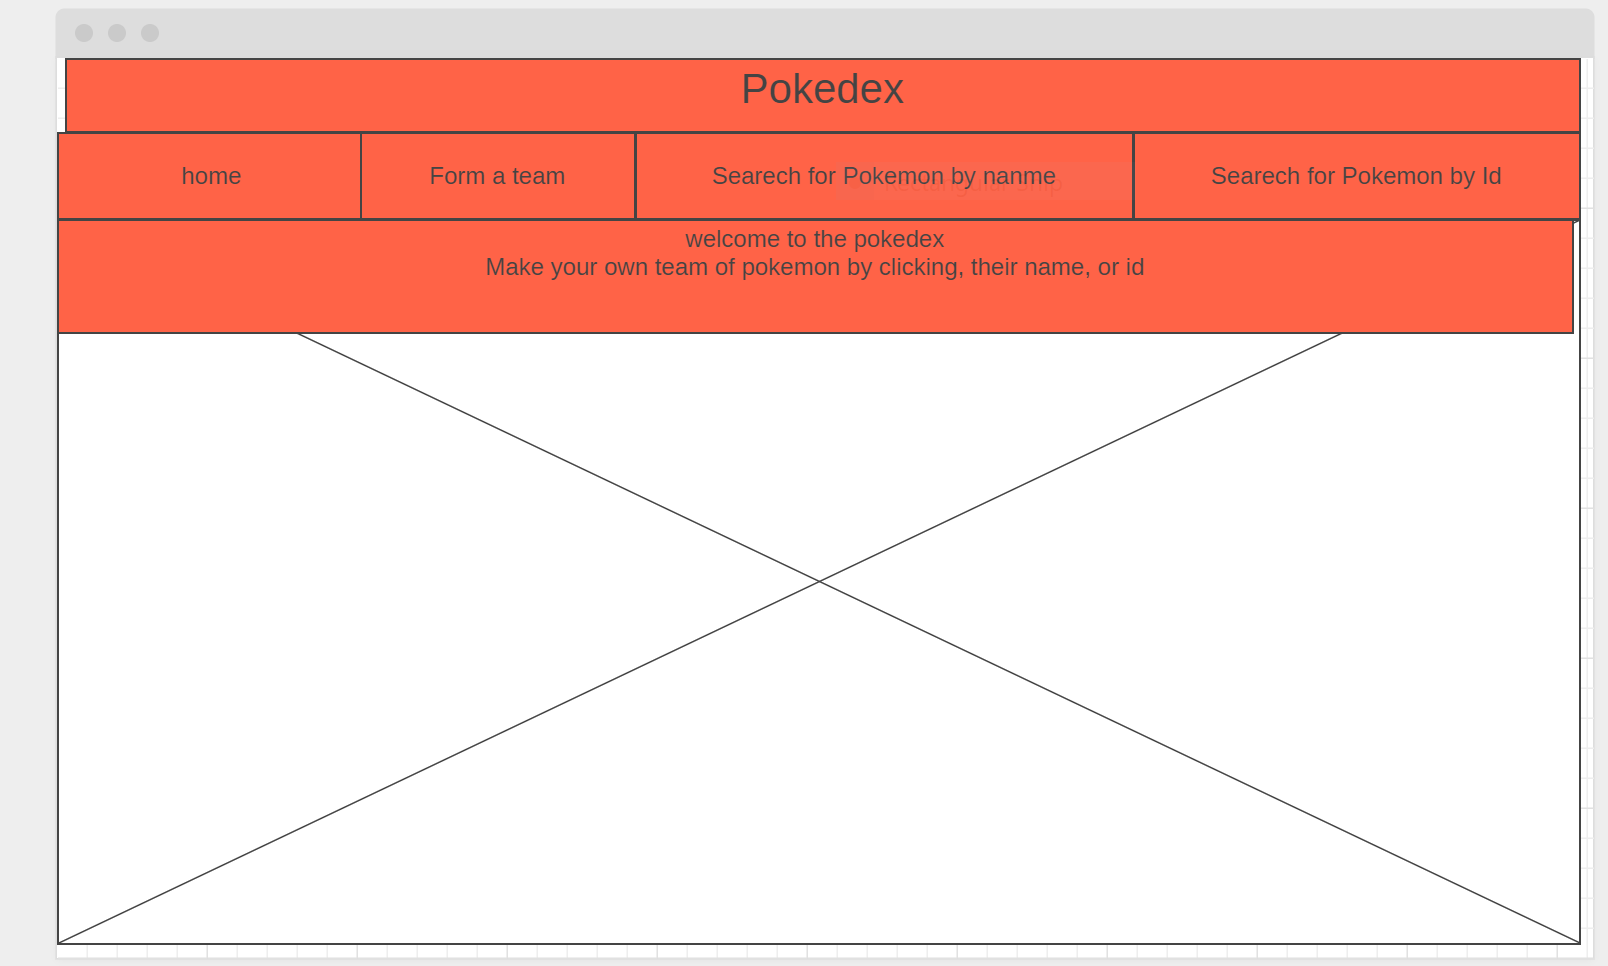 Pokedex
home
Form a team
Searech for Pokemon by nanme
Searech for Pokemon by Id
welcome to the pokedex
Make your own team of pokemon by clicking, their name, or id